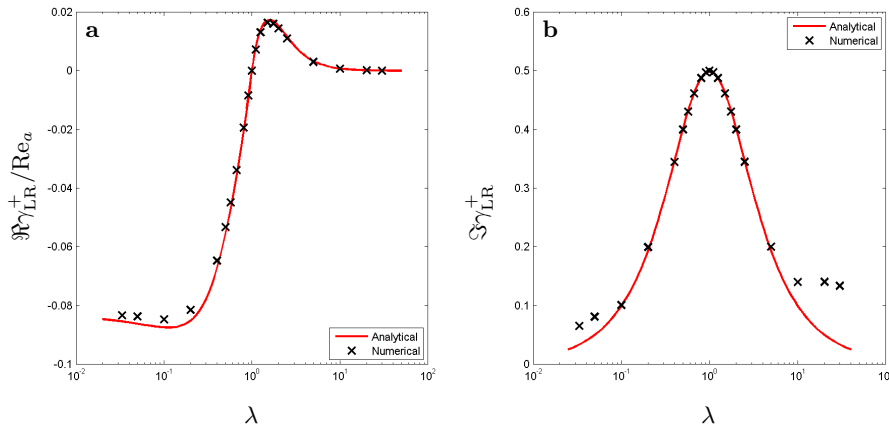 a
0.02
0
-0.02
-0.04
-0.06
-0.08
-0.1
ℜγ⁺_LR/Re_a
10⁻²
10⁻¹
10⁰
10¹
10²
λ
Analytical
Numerical
b
0.6
0.5
0.4
0.3
0.2
0.1
0
ℑγ⁺_LR
10⁻²
10⁻¹
10⁰
10¹
10
λ
Analytical
Numerical